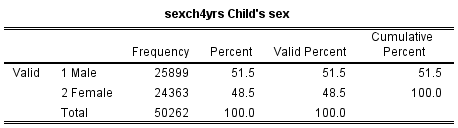 sexch4yrs Child's sex
Frequency Percent Valid Percent Cumulative Percent
Valid 1 Male 25899 51.5 51.5 51.5
2 Female 24363 48.5 48.5 100.0
Total 50262 100.0 100.0